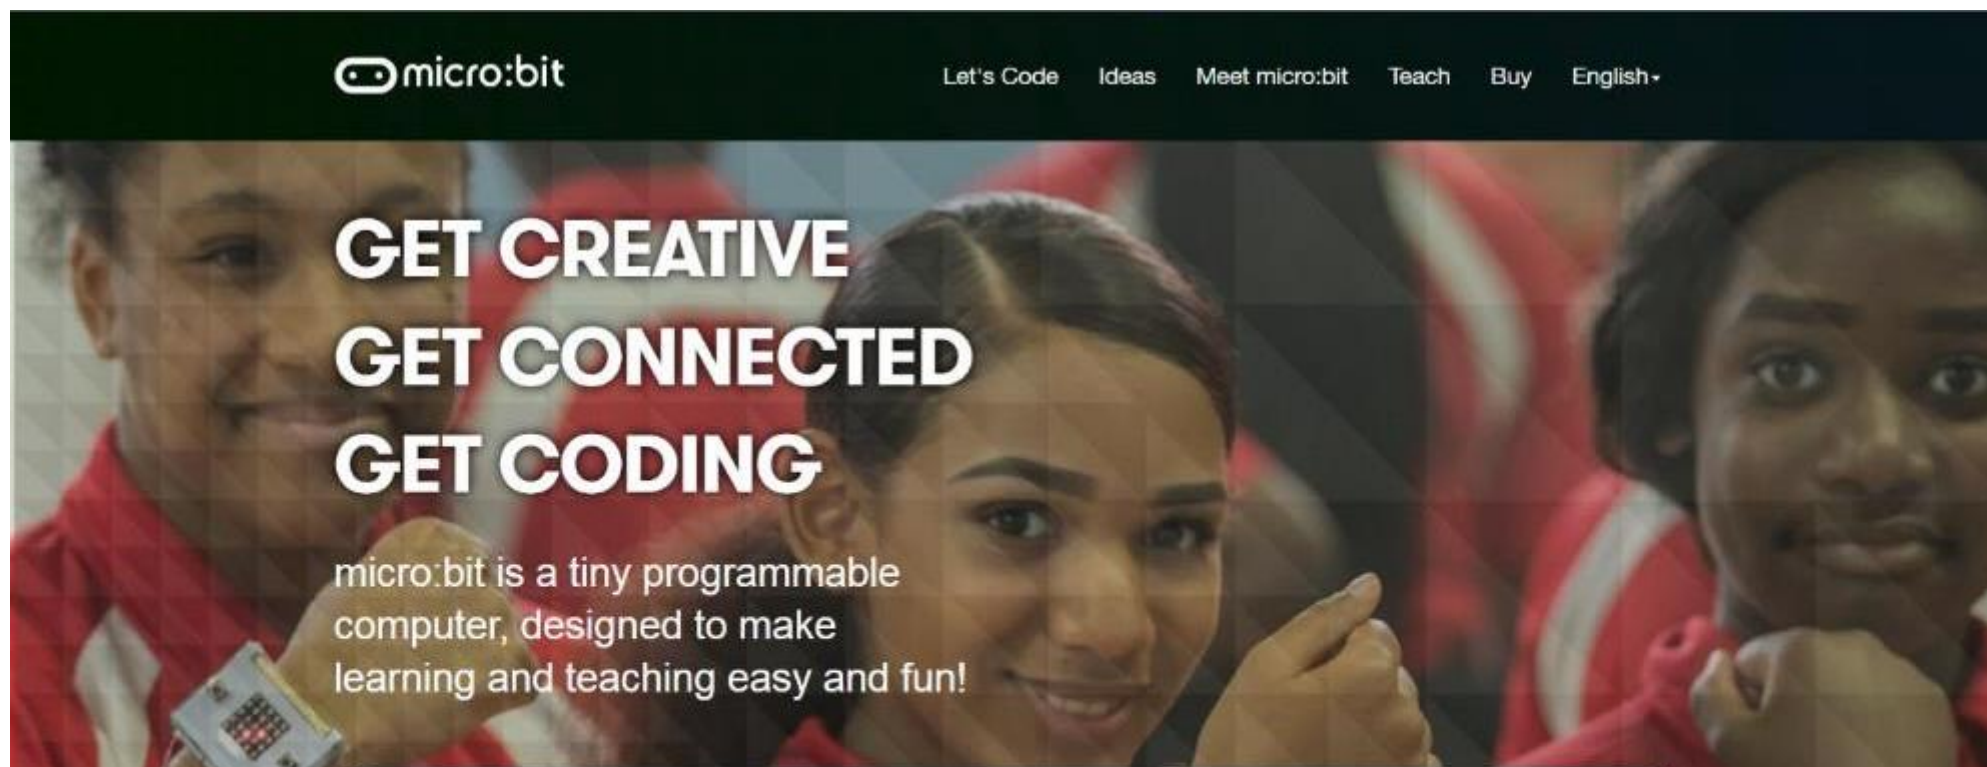 micro:bit
Let's Code Ideas Meet micro:bit Teach Buy English
GET CREATIVE
GET CONNECTED
GET CODING
micro:bit is a tiny programmable
computer, designed to make
learning and teaching easy and fun!